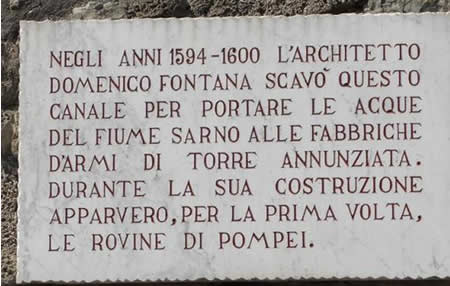 NEGLI ANNI 1594-1600 L'ARCHITETTO
DOMENICO FONTANA SCAVÒ QUESTO
CANALE PER PORTARE LE ACQUE
DEL FIUME SARNO ALLE FABBRICHE
D'ARMI DI TORRE ANNUNZIATA.
DURANTE LA SUA COSTRUZIONE
APPARVERO, PER LA PRIMA VOLTA,
LE ROVINE DI POMPEI.